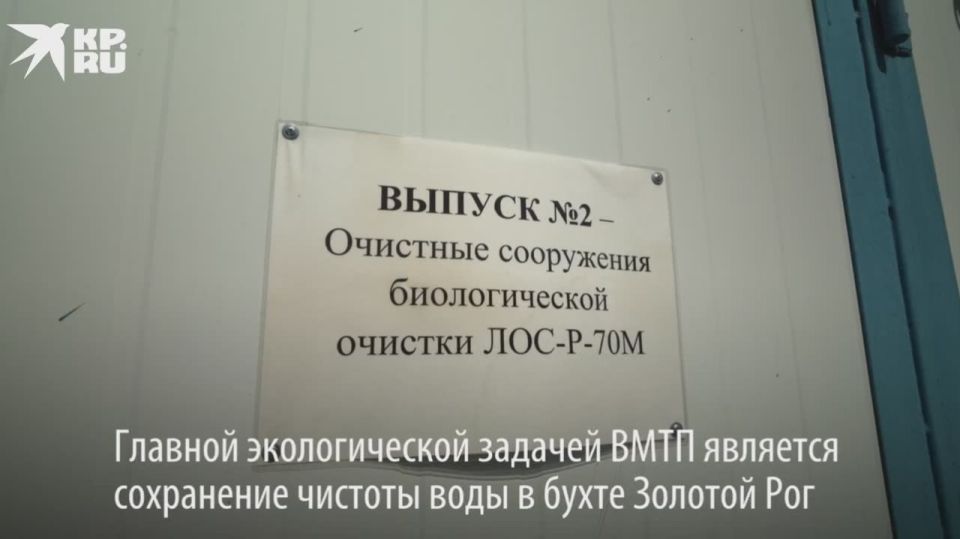 KP.
RU
ВЫПУСК №2 –
Очистные сооружения
биологической
очистки ЛОС-Р-70М
Главной экологической задачей ВМТП является
сохранение чистоты воды в бухте Золотой Рог